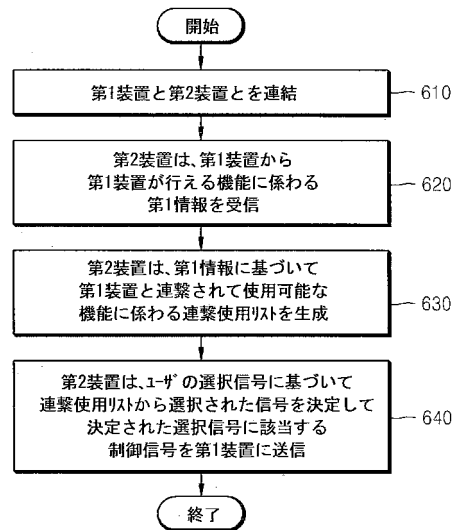 開始
第1装置と第2装置とを連結
610
第2装置は、第1装置から
第1装置が行える機能に係わる
第1情報を受信
620
第2装置は、第1情報に基づいて
第1装置と連繋されて使用可能な
機能に係わる連繋使用リストを生成
630
第2装置は、ユーザの選択信号に基づいて
連繋使用リストから選択された信号を決定して
決定された選択信号に該当する
制御信号を第1装置に送信
640
終了